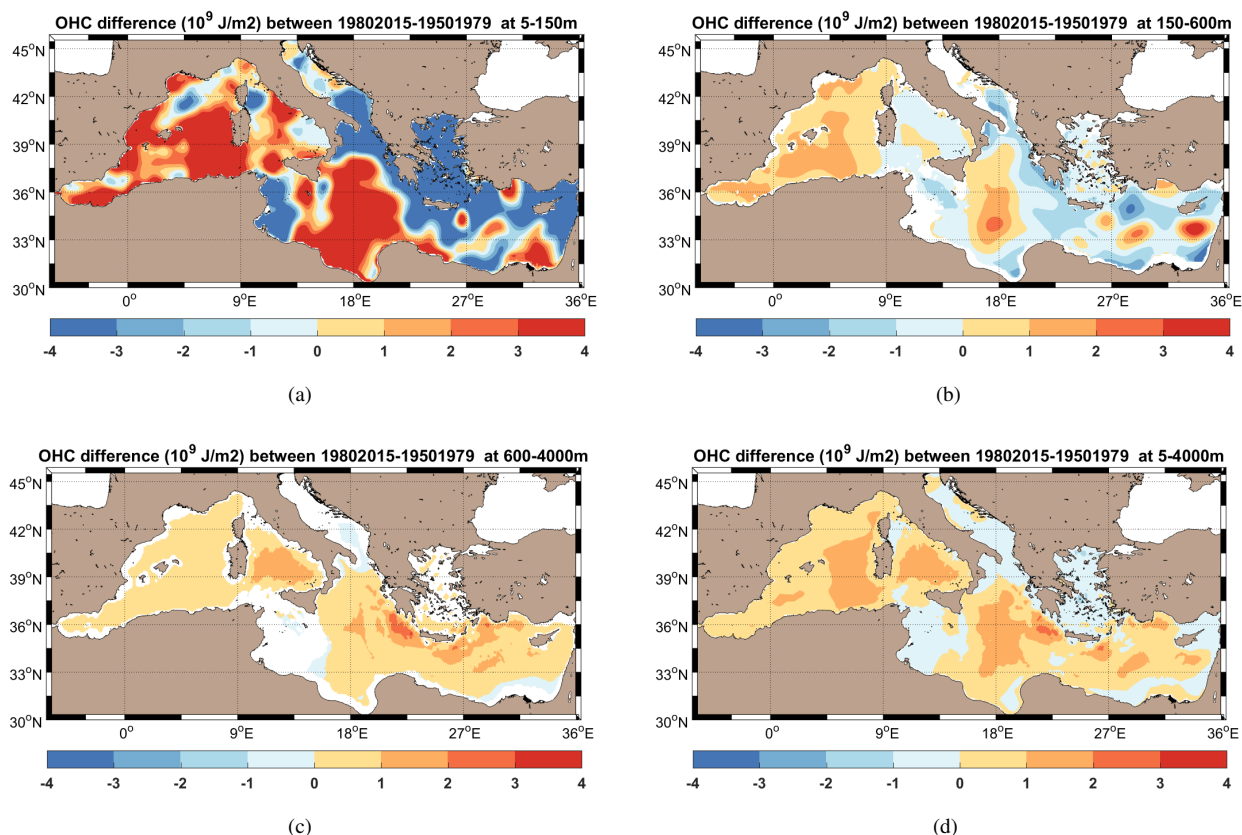 OHC difference (10⁹ J/m2) between 19802015-19501979 at 5-150m
45°N
42°N
39°N
36°N
33°N
30°N
0° 9°E 18°E 27°E 36°E
-4 -3 -2 -1 0 1 2 3 4
(a)
OHC difference (10⁹ J/m2) between 19802015-19501979 at 150-600m
45°N
42°N
39°N
36°N
33°N
30°N
0° 9°E 18°E 27°E 36°E
-4 -3 -2 -1 0 1 2 3 4
(b)
OHC difference (10⁹ J/m2) between 19802015-19501979 at 600-4000m
45°N
42°N
39°N
36°N
33°N
30°N
0° 9°E 18°E 27°E 36°E
-4 -3 -2 -1 0 1 2 3 4
(c)
OHC difference (10⁹ J/m2) between 19802015-19501979 at 5-4000m
45°N
42°N
39°N
36°N
33°N
30°N
0° 9°E 18°E 27°E 36°E
-4 -3 -2 -1 0 1 2 3 4
(d)